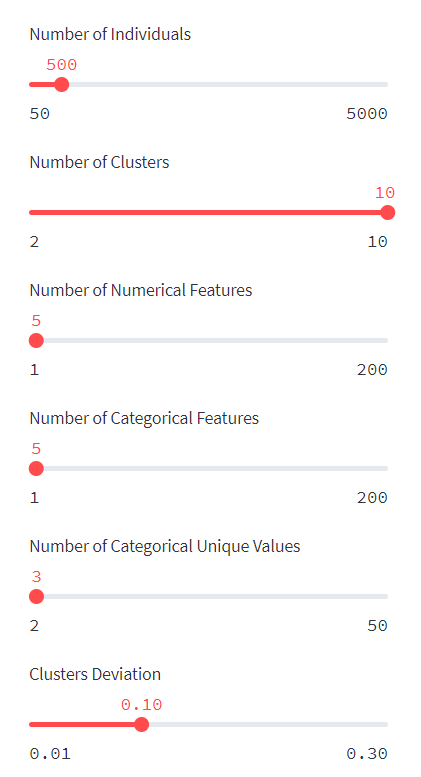 Number of Individuals
500
50 5000
Number of Clusters
10
2 10
Number of Numerical Features
5
1 200
Number of Categorical Features
5
1 200
Number of Categorical Unique Values
3
2 50
Clusters Deviation
0.10
0.01 0.30